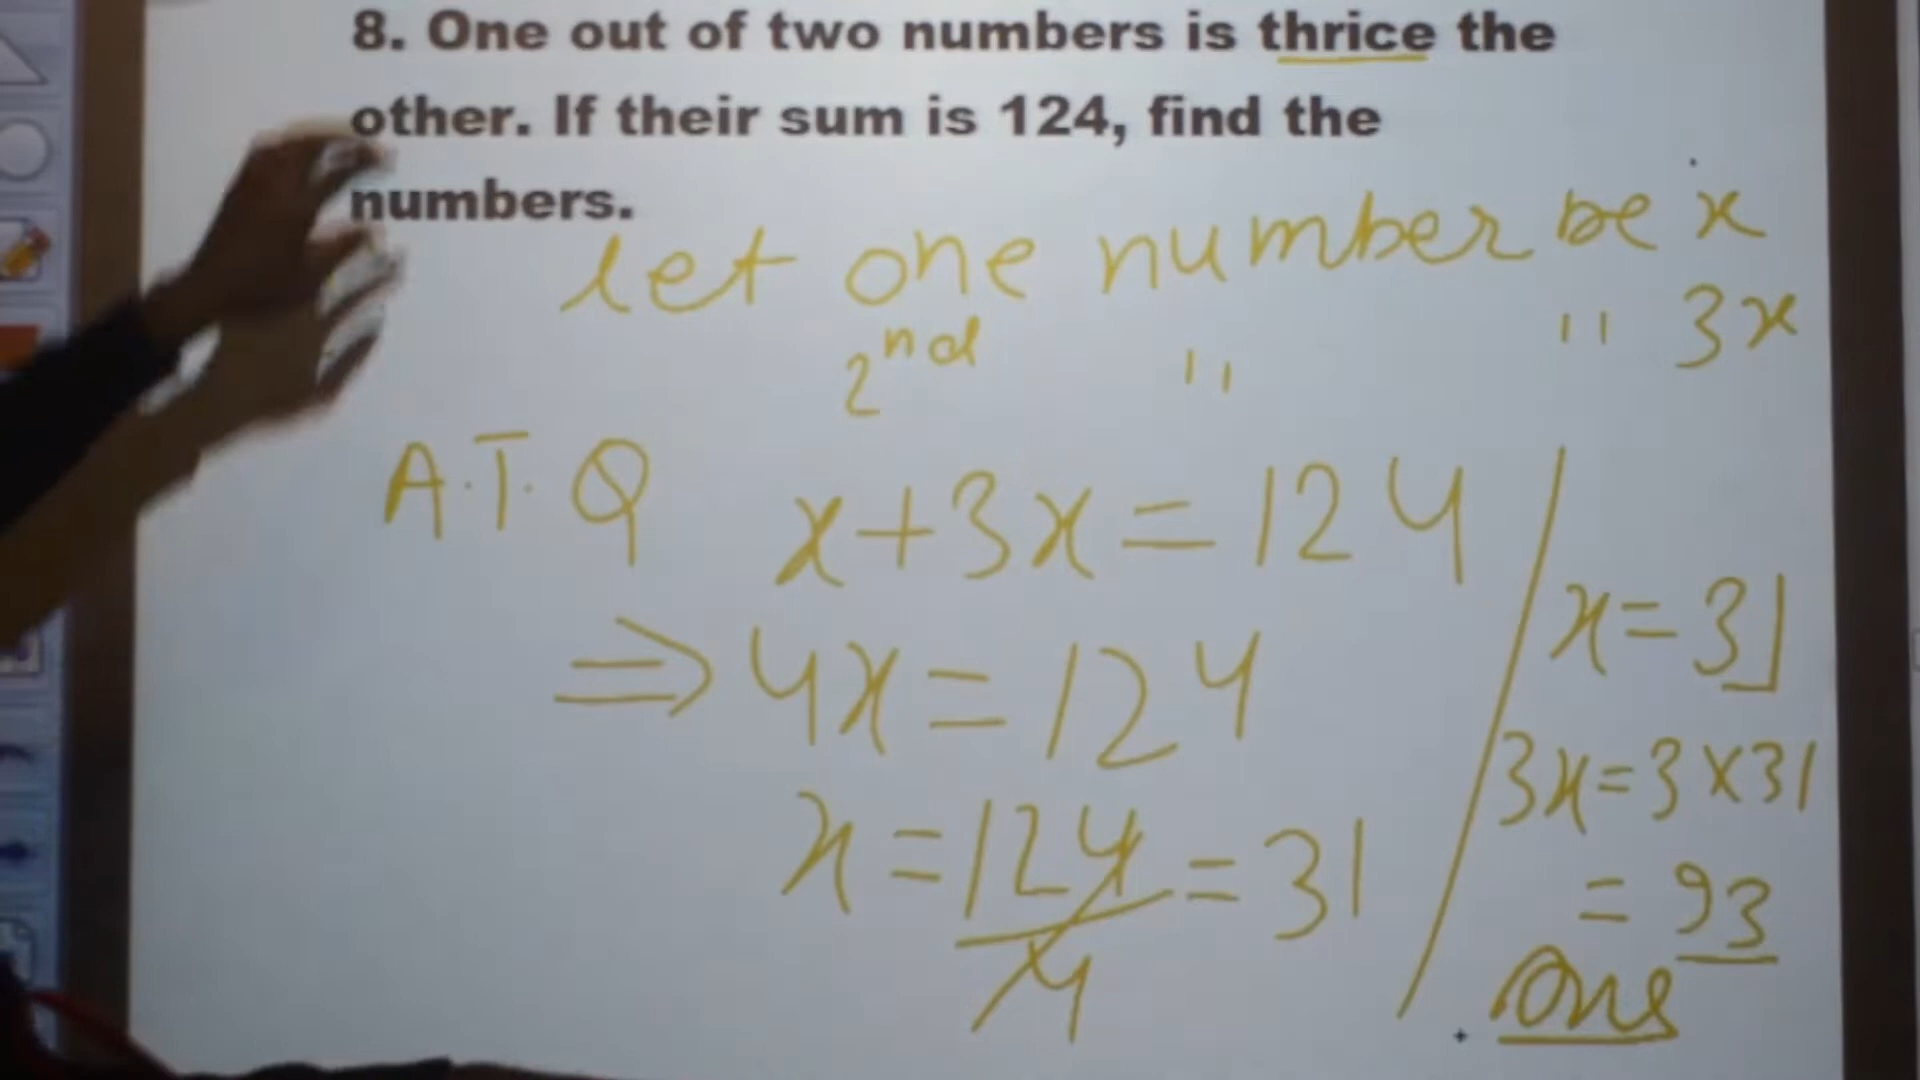 8. One out of two numbers is thrice the
other. If their sum is 124, find the
numbers.
let one number be x
2nd " " 3x
A.T.Q x+3x=124
⇒ 4x=124
x=124/4=31
x=31
3x=3×31
=93
Ans